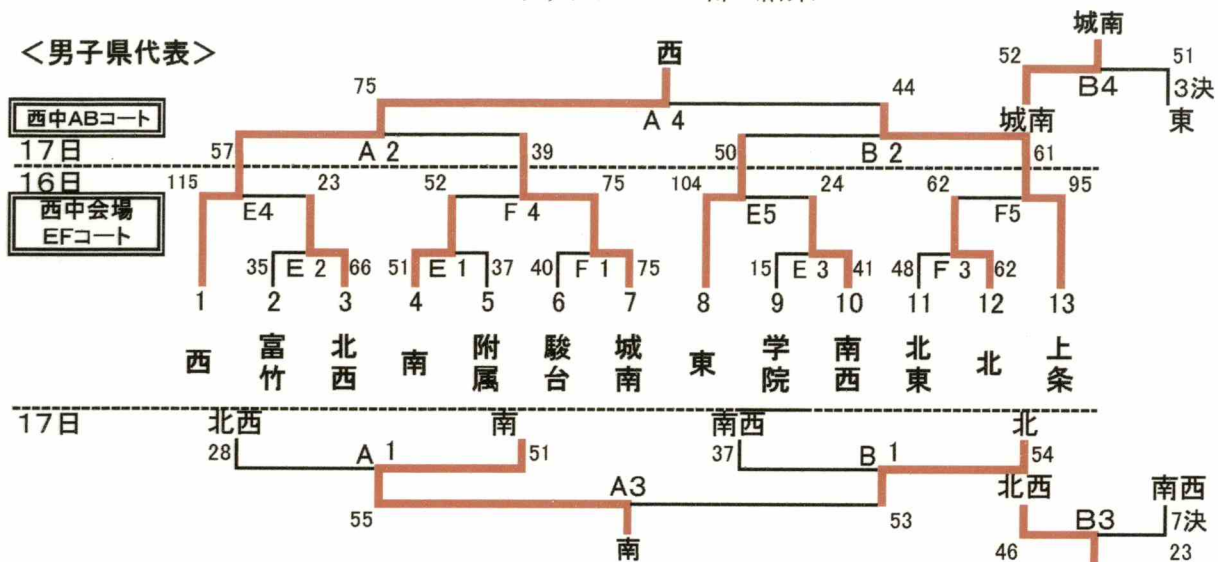 城南
<男子県代表>
西
52
51
75
44
B4
3決
西中ABコート
A 4
城南
東
17日
57
A 2
39
50
B 2
61
16日
115
23
52
75
104
24
62
95
西中会場
EFコート
E4
F 4
E5
F5
35
E 2
66
51
E 1
37
40
F 1
75
15
E 3
41
48
F 3
62
1 2 3 4 5 6 7 8 9 10 11 12 13
西 富竹 北西 南 附属 駿台 城南 東 学院 南西 北東 北 上条
17日
北西
南
南西
北
28
A 1
51
37
B 1
54
A3
北西
南西
55
53
B3
7決
南
46
23